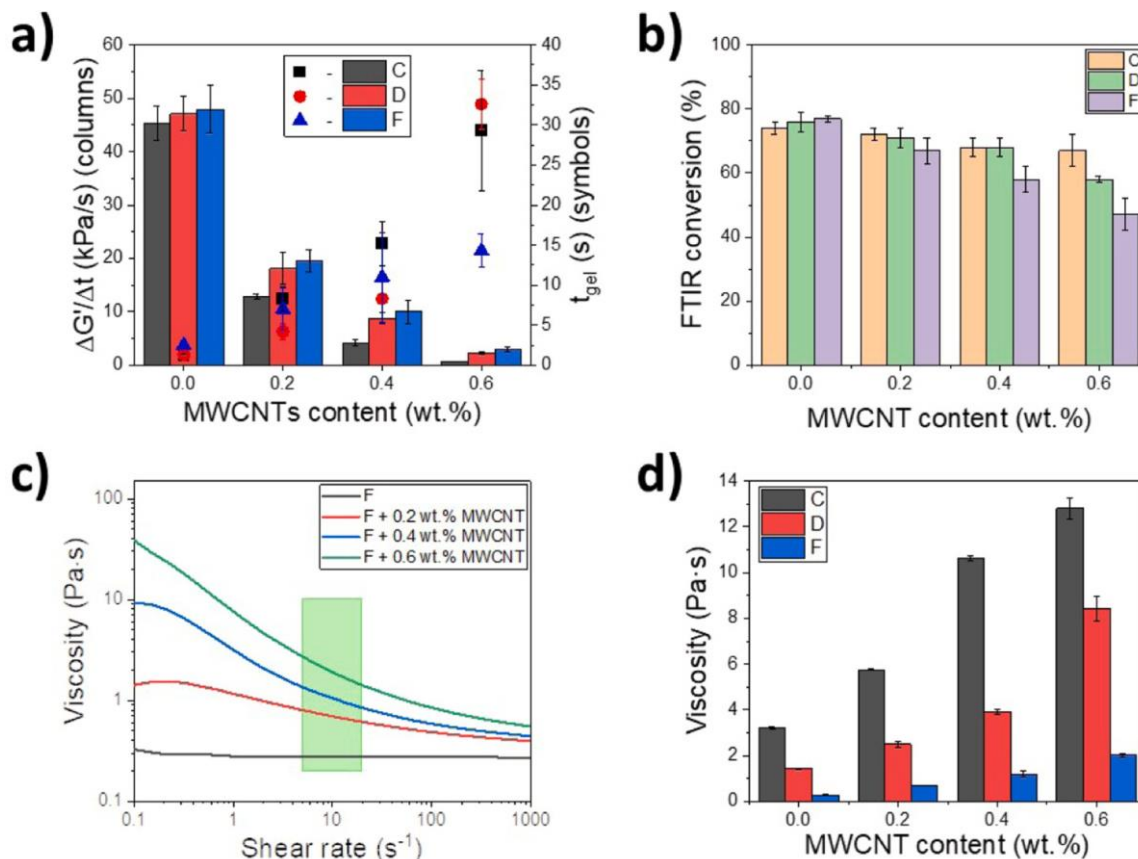 a)
60
50
40
30
20
10
0
ΔG'/Δt (kPa/s) (columns)
- C
- D
- F
40
35
30
25
20
15
10
5
0
t_gel (s) (symbols)
0.0 0.2 0.4 0.6
MWCNTs content (wt.%)
b)
100
80
60
40
20
0
FTIR conversion (%)
C
D
F
0.0 0.2 0.4 0.6
MWCNT content (wt.%)
c)
100
10
1
0.1
Viscosity (Pa·s)
F
F + 0.2 wt.% MWCNT
F + 0.4 wt.% MWCNT
F + 0.6 wt.% MWCNT
0.1 1 10 100 1000
Shear rate (s⁻¹)
d)
14
12
10
8
6
4
2
0
Viscosity (Pa·s)
C
D
F
0.0 0.2 0.4 0.6
MWCNT content (wt.%)